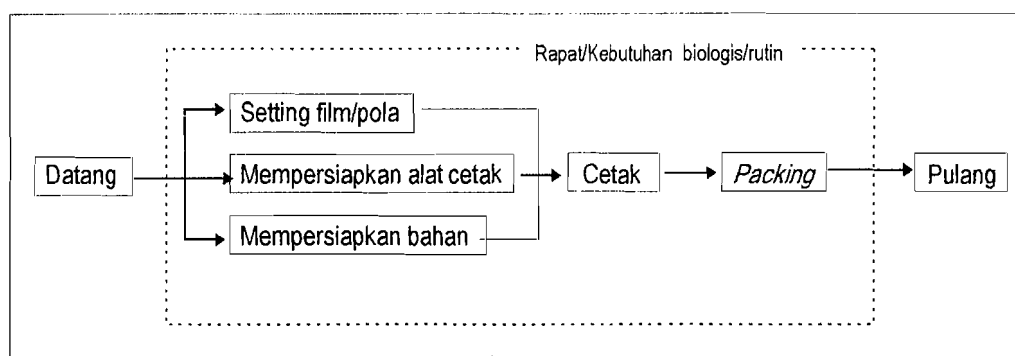 Rapat/Kebutuhan biologis/rutin
Setting film/pola
Datang
Mempersiapkan alat cetak
Cetak
Packing
Pulang
Mempersiapkan bahan